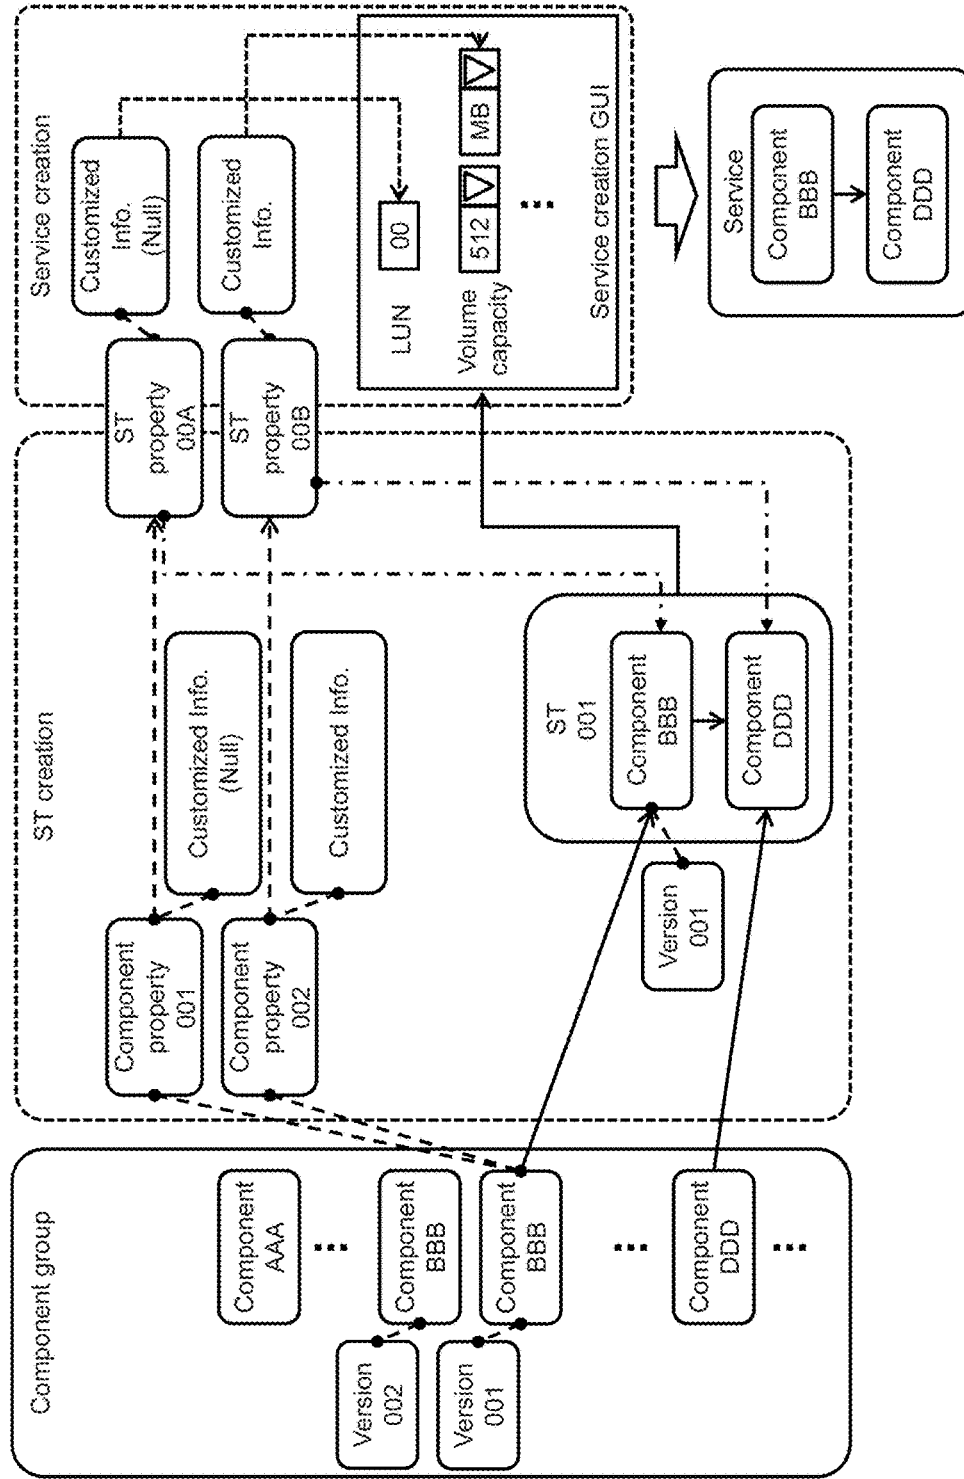 Component group
Version
002
Version
001
Component
AAA
...
Component
BBB
Component
BBB
...
Component
DDD
...
ST creation
Component
property
001
Component
property
002
Customized Info.
(Null)
Customized Info.
Version
001
ST
001
Component
BBB
Component
DDD
ST
property
00A
ST
property
00B
Service creation
Customized
Info.
(Null)
Customized
Info.
LUN
00
Volume
capacity
512
MB
...
Service creation GUI
Service
Component
BBB
Component
DDD